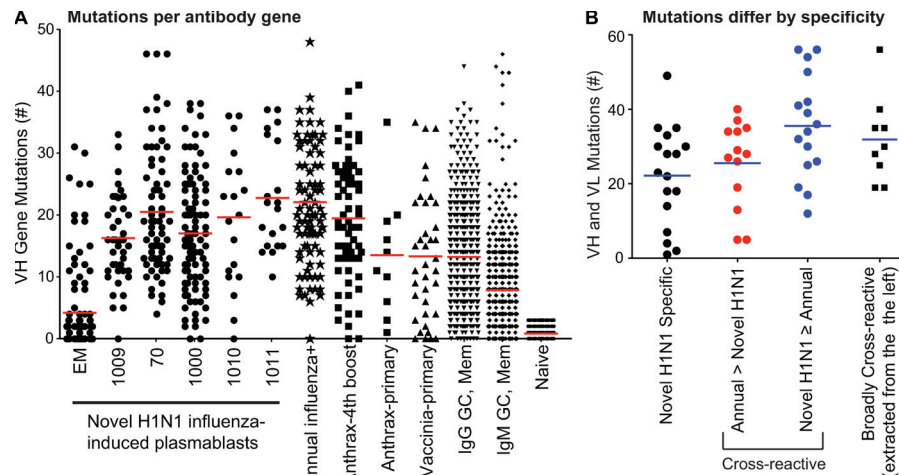 A Mutations per antibody gene
VH Gene Mutations (#)
50
40
30
20
10
0
EM
1009
70
1000
1010
1011
nnual influenza+
Anthrax-4th boost
Anthrax-primary
Vaccinia-primary
IgG GC, Mem
IgM GC, Mem
Naive
Novel H1N1 influenza-
induced plasmablasts
B Mutations differ by specificity
VH and VL Mutations (#)
60
40
20
0
Novel H1N1 Specific
Annual > Novel H1N1
Novel H1N1 ≥ Annual
Broadly Cross-reactive
(extracted from the the left)
Cross-reactive